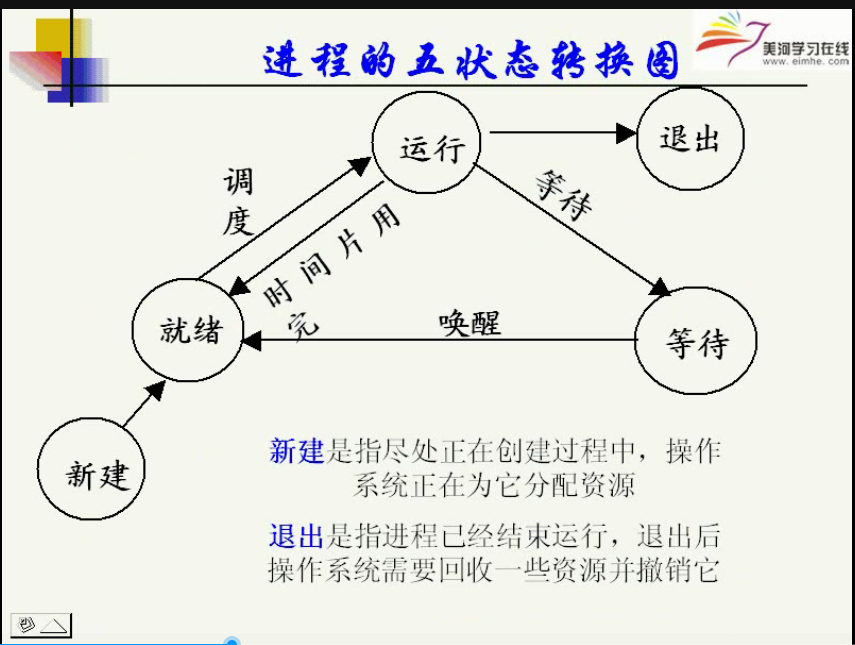 进程的五状态转换图
美河学习在线
www.eimhe.com
运行
退出
调
度
等待
时间片用
完
就绪
唤醒
等待
新建
新建是指尽处正在创建过程中，操作
系统正在为它分配资源
退出是指进程已经结束运行，退出后
操作系统需要回收一些资源并撤销它